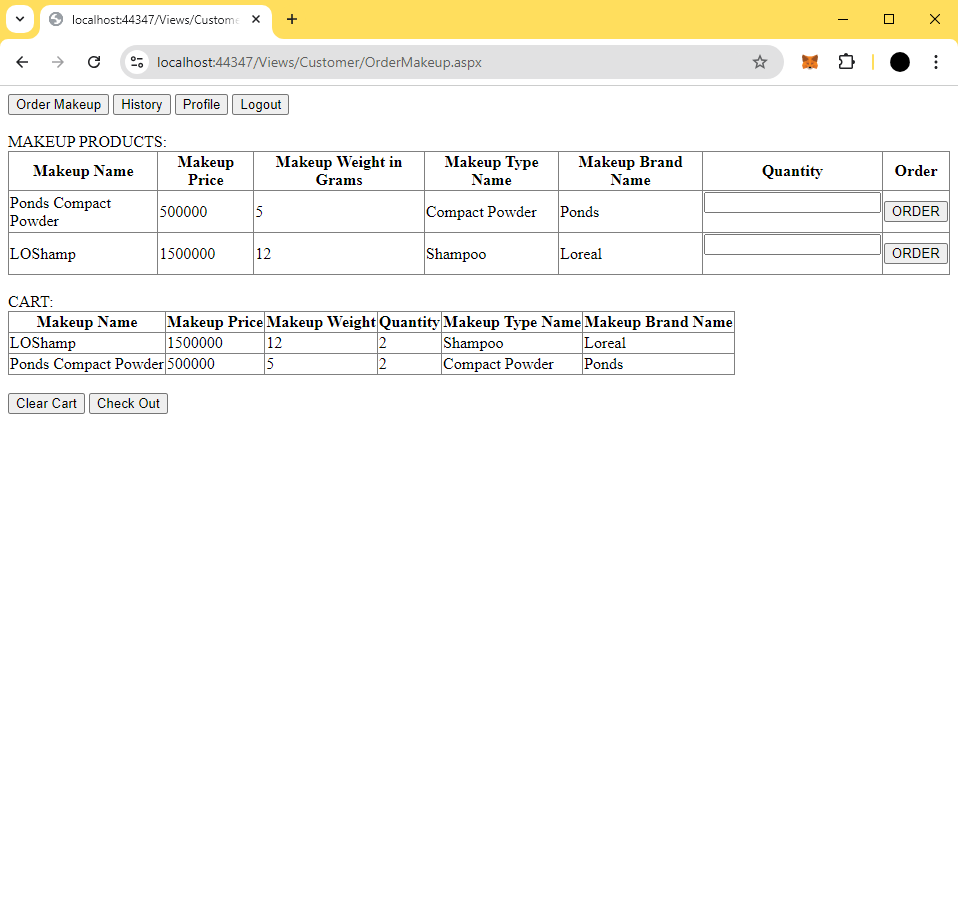 localhost:44347/Views/Custome
localhost:44347/Views/Customer/OrderMakeup.aspx
Order Makeup History Profile Logout
MAKEUP PRODUCTS:
Makeup Name Makeup Price Makeup Weight in Grams Makeup Type Name Makeup Brand Name Quantity Order
Ponds Compact Powder 500000 5 Compact Powder Ponds ORDER
LOShamp 1500000 12 Shampoo Loreal ORDER
CART:
Makeup Name Makeup Price Makeup Weight Quantity Makeup Type Name Makeup Brand Name
LOShamp 1500000 12 2 Shampoo Loreal
Ponds Compact Powder 500000 5 2 Compact Powder Ponds
Clear Cart Check Out